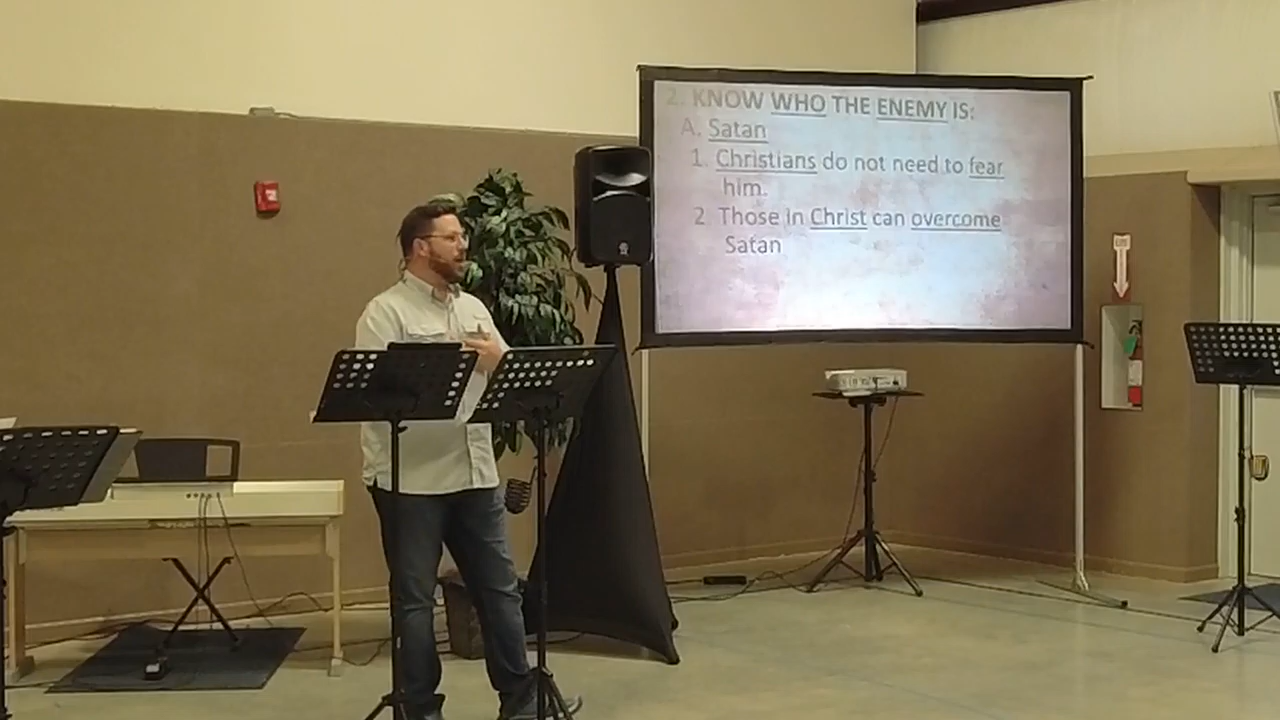 2. KNOW WHO THE ENEMY IS:
A. Satan
1. Christians do not need to fear
him.
2. Those in Christ can overcome
Satan